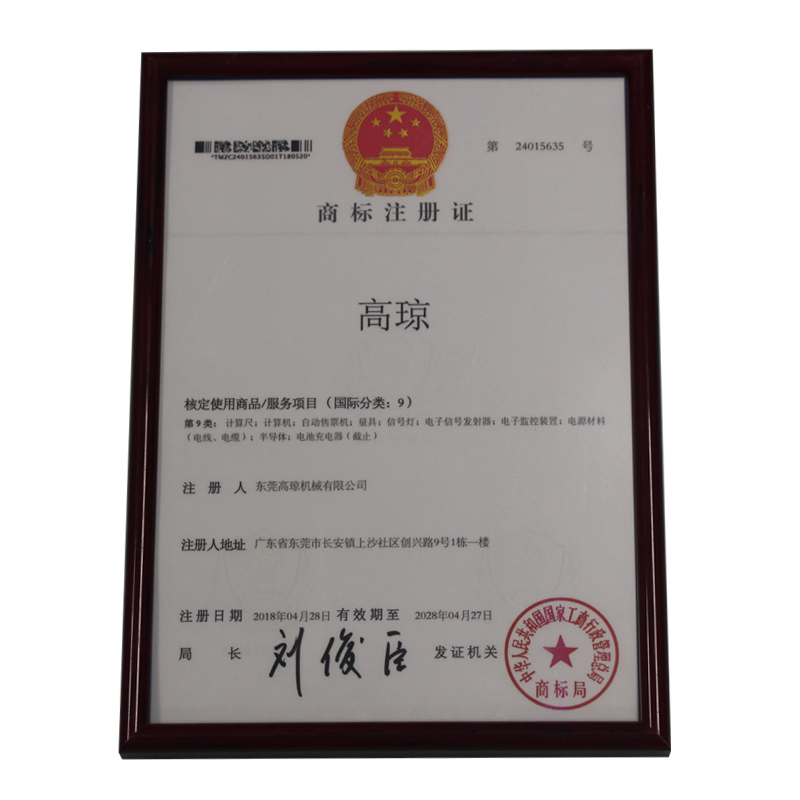 *TMZC24015635D01T180520*
第 24015635 号
商标注册证
高琼
核定使用商品/服务项目（国际分类：9）
第9类：计算尺；计算机；自动售票机；量具；信号灯；电子信号发射器；电子监控装置；电源材料
（电线、电缆）；半导体；电池充电器（截止）
注册人 东莞高琼机械有限公司
注册人地址 广东省东莞市长安镇上沙社区创兴路9号1栋一楼
注册日期 2018年04月28日 有效期至 2028年04月27日
局长 刘俊臣 发证机关
中华人民共和国国家工商行政管理总局
商标局